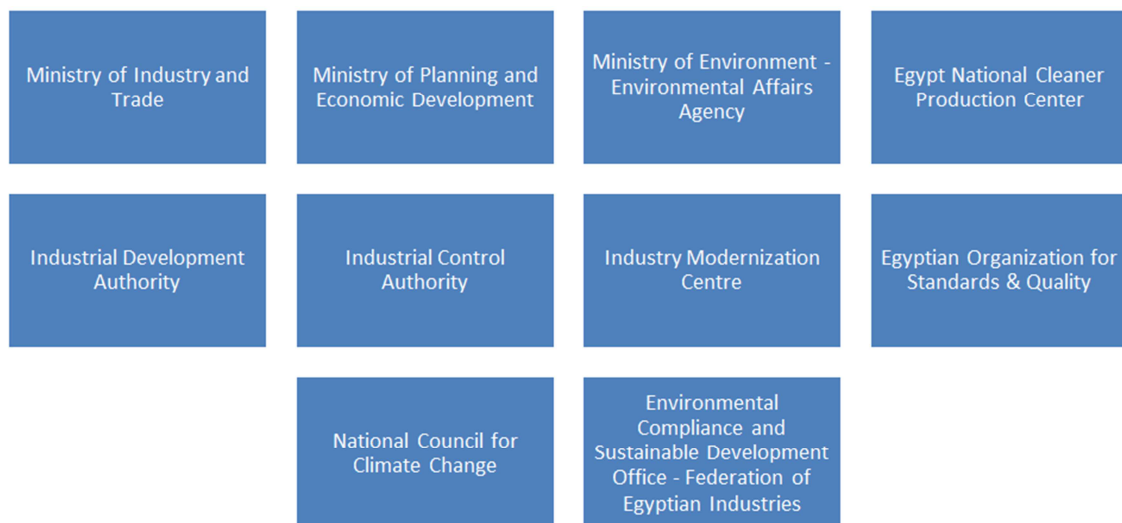 Ministry of Industry and
Trade
Ministry of Planning and
Economic Development
Ministry of Environment -
Environmental Affairs
Agency
Egypt National Cleaner
Production Center
Industrial Development
Authority
Industrial Control
Authority
Industry Modernization
Centre
Egyptian Organization for
Standards & Quality
National Council for
Climate Change
Environmental
Compliance and
Sustainable Development
Office - Federation of
Egyptian Industries